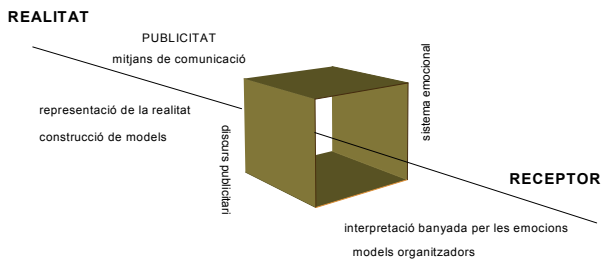 REALITAT
PUBLICITAT
mitjans de comunicació
representació de la realitat
construcció de models
discurs publicitari
sistema emocional
RECEPTOR
interpretació banyada per les emocions
models organitzadors